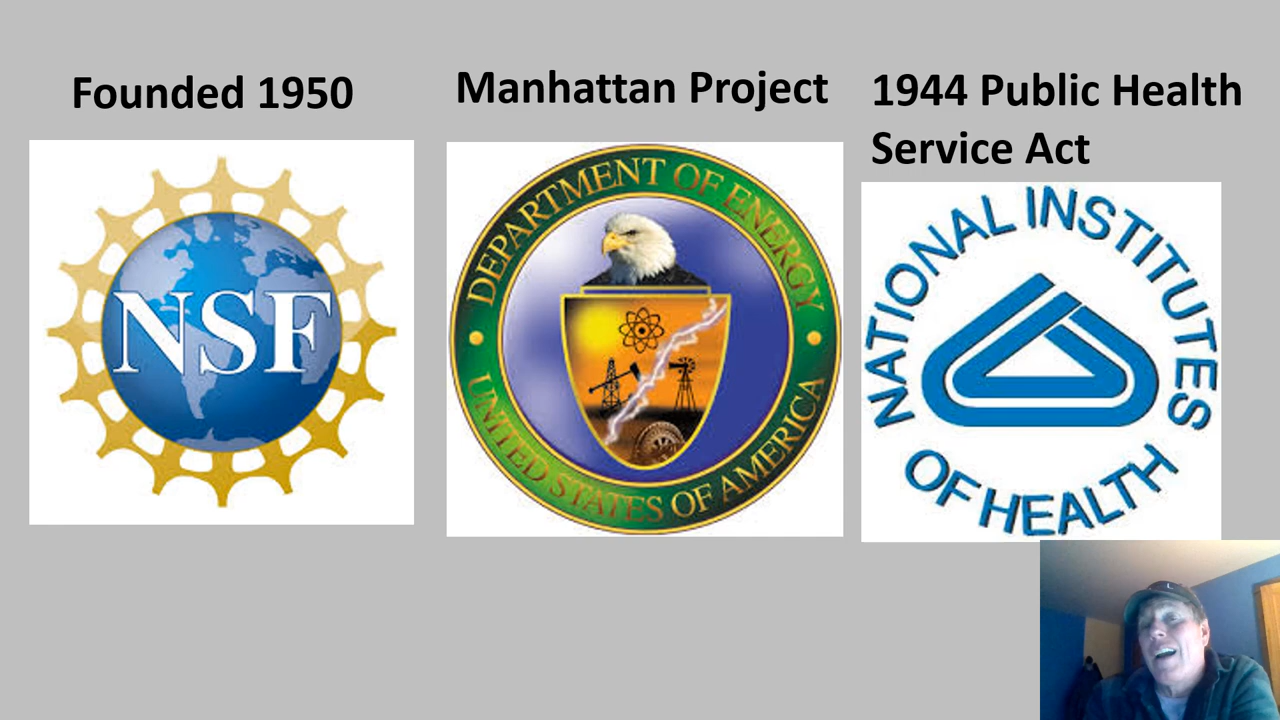 Founded 1950
Manhattan Project
1944 Public Health
Service Act
NSF
DEPARTMENT OF ENERGY
UNITED STATES OF AMERICA
NATIONAL INSTITUTES
OF HEALTH